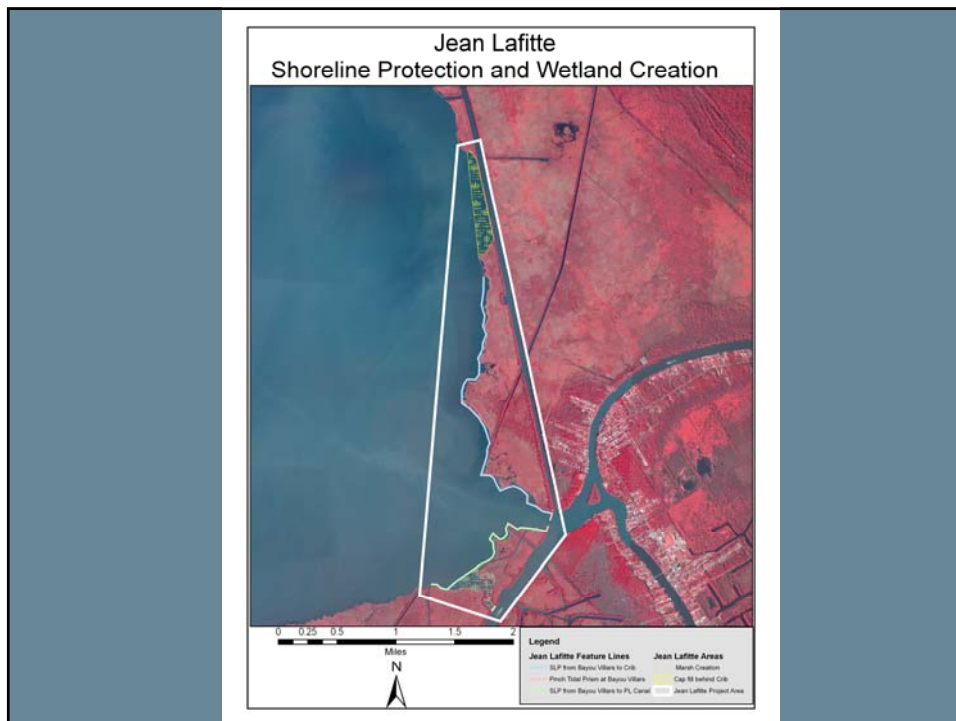 Jean Lafitte
Shoreline Protection and Wetland Creation
0 0.25 0.5 1 1.5 2
Miles
N
Legend
Jean Lafitte Feature Lines
SLP from Bayou Villars to Crib
Pinch Tidal Prism at Bayou Villars
SLP from Bayou Villars to PL Canal
Jean Lafitte Areas
Marsh Creation
Cap fill behind Crib
Jean Lafitte Project Area